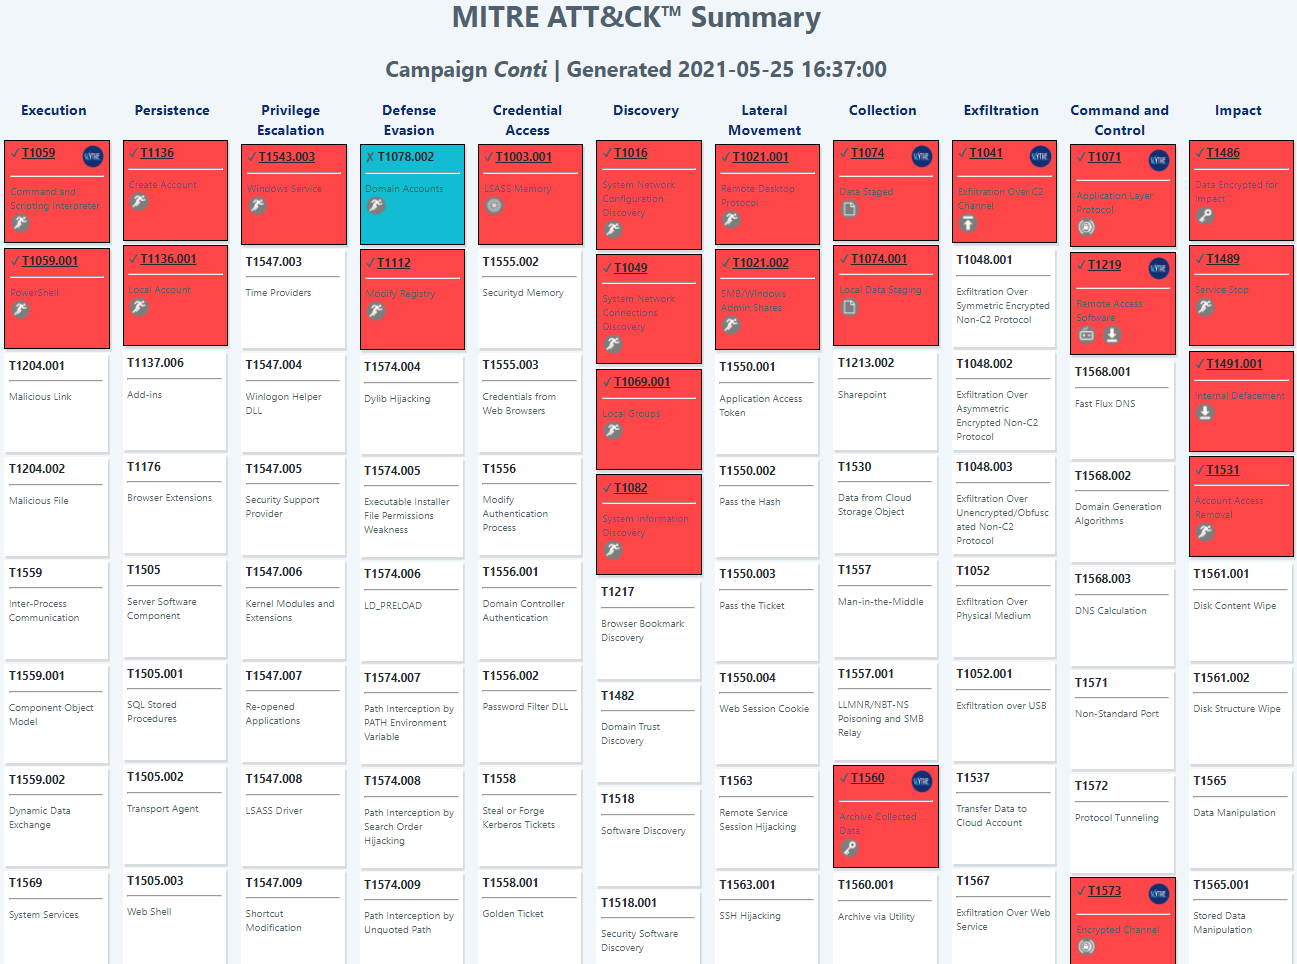 MITRE ATT&CK™ Summary
Campaign Conti | Generated 2021-05-25 16:37:00
Execution
✓ T1059
SCYTHE
Command and
Scripting Interpreter
✓ T1059.001
PowerShell
T1204.001
Malicious Link
T1204.002
Malicious File
T1559
Inter-Process
Communication
T1559.001
Component Object
Model
T1559.002
Dynamic Data
Exchange
T1569
System Services
Persistence
✓ T1136
Create Account
✓ T1136.001
Local Account
T1137.006
Add-ins
T1176
Browser Extensions
T1505
Server Software
Component
T1505.001
SQL Stored
Procedures
T1505.002
Transport Agent
T1505.003
Web Shell
Privilege
Escalation
✓ T1543.003
Windows Service
T1547.003
Time Providers
T1547.004
Winlogon Helper
DLL
T1547.005
Security Support
Provider
T1547.006
Kernel Modules and
Extensions
T1547.007
Re-opened
Applications
T1547.008
LSASS Driver
T1547.009
Shortcut
Modification
Defense
Evasion
✗ T1078.002
Domain Accounts
✓ T1112
Modify Registry
T1574.004
Dylib Hijacking
T1574.005
Executable Installer
File Permissions
Weakness
T1574.006
LD_PRELOAD
T1574.007
Path Interception by
PATH Environment
Variable
T1574.008
Path Interception by
Search Order
Hijacking
T1574.009
Path Interception by
Unquoted Path
Credential
Access
✓ T1003.001
LSASS Memory
T1555.002
Securityd Memory
T1555.003
Credentials from
Web Browsers
T1556
Modify
Authentication
Process
T1556.001
Domain Controller
Authentication
T1556.002
Password Filter DLL
T1558
Steal or Forge
Kerberos Tickets
T1558.001
Golden Ticket
Discovery
✓ T1016
System Network
Configuration
Discovery
✓ T1049
System Network
Connections
Discovery
✓ T1069.001
Local Groups
✓ T1082
System Information
Discovery
T1217
Browser Bookmark
Discovery
T1482
Domain Trust
Discovery
T1518
Software Discovery
T1518.001
Security Software
Discovery
Lateral
Movement
✓ T1021.001
Remote Desktop
Protocol
✓ T1021.002
SMB/Windows
Admin Shares
T1550.001
Application Access
Token
T1550.002
Pass the Hash
T1550.003
Pass the Ticket
T1550.004
Web Session Cookie
T1563
Remote Service
Session Hijacking
T1563.001
SSH Hijacking
Collection
✓ T1074
SCYTHE
Data Staged
✓ T1074.001
Local Data Staging
T1213.002
Sharepoint
T1530
Data from Cloud
Storage Object
T1557
Man-in-the-Middle
T1557.001
LLMNR/NBT-NS
Poisoning and SMB
Relay
✓ T1560
SCYTHE
Archive Collected
Data
T1560.001
Archive via Utility
Exfiltration
✓ T1041
SCYTHE
Exfiltration Over C2
Channel
T1048.001
Exfiltration Over
Symmetric Encrypted
Non-C2 Protocol
T1048.002
Exfiltration Over
Asymmetric
Encrypted Non-C2
Protocol
T1048.003
Exfiltration Over
Unencrypted/Obfusc
ated Non-C2
Protocol
T1052
Exfiltration Over
Physical Medium
T1052.001
Exfiltration over USB
T1537
Transfer Data to
Cloud Account
T1567
Exfiltration Over Web
Service
Command and
Control
✓ T1071
SCYTHE
Application Layer
Protocol
✓ T1219
SCYTHE
Remote Access
Software
T1568.001
Fast Flux DNS
T1568.002
Domain Generation
Algorithms
T1568.003
DNS Calculation
T1571
Non-Standard Port
T1572
Protocol Tunneling
✓ T1573
SCYTHE
Encrypted Channel
Impact
✓ T1486
Data Encrypted for
Impact
✓ T1489
Service Stop
✓ T1491.001
Internal Defacement
✓ T1531
Account Access
Removal
T1561.001
Disk Content Wipe
T1561.002
Disk Structure Wipe
T1565
Data Manipulation
T1565.001
Stored Data
Manipulation